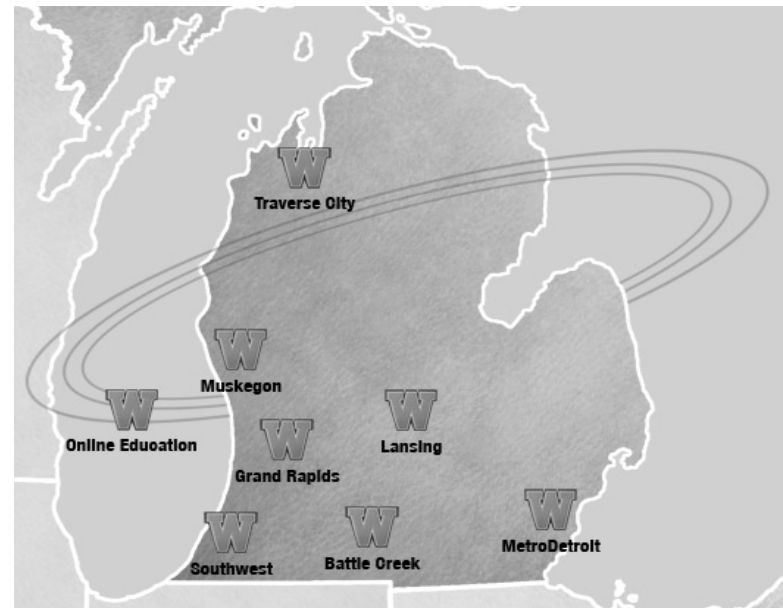 W
Traverse City
W
Muskegon
W
Online Education
W
Lansing
W
Grand Rapids
W
Southwest
W
Battle Creek
W
MetroDetroit